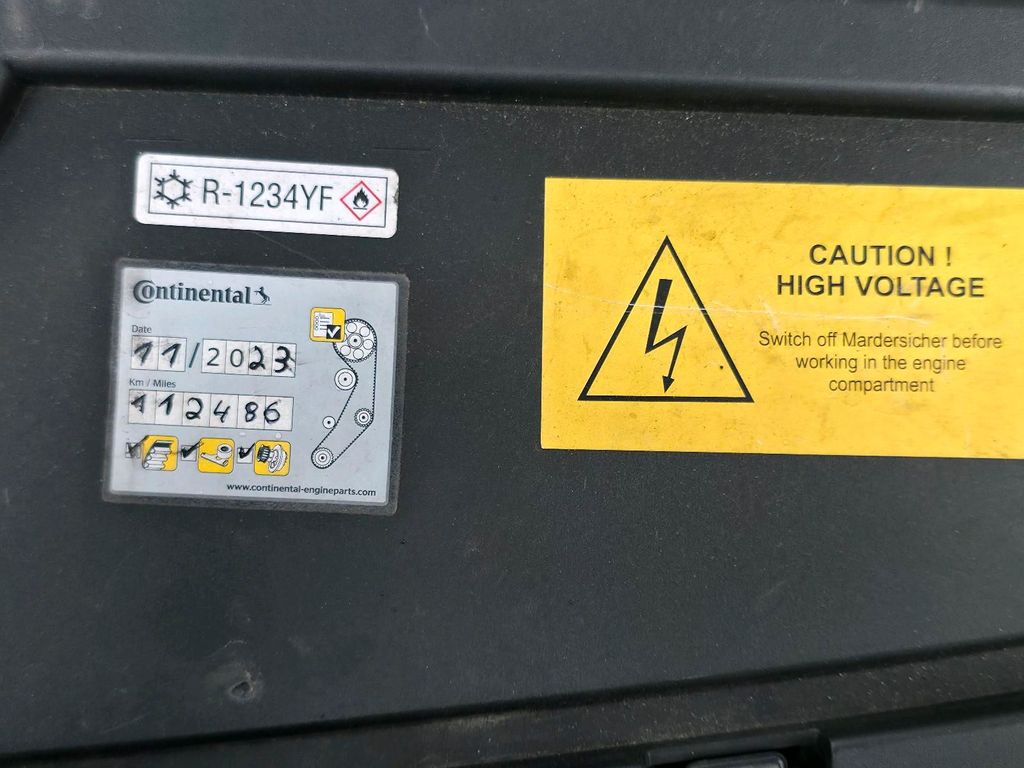 R-1234YF
Continental
Date
11/2023
Km / Miles
112486
www.continental-engineparts.com
CAUTION !
HIGH VOLTAGE
Switch off Mardersicher before
working in the engine
compartment